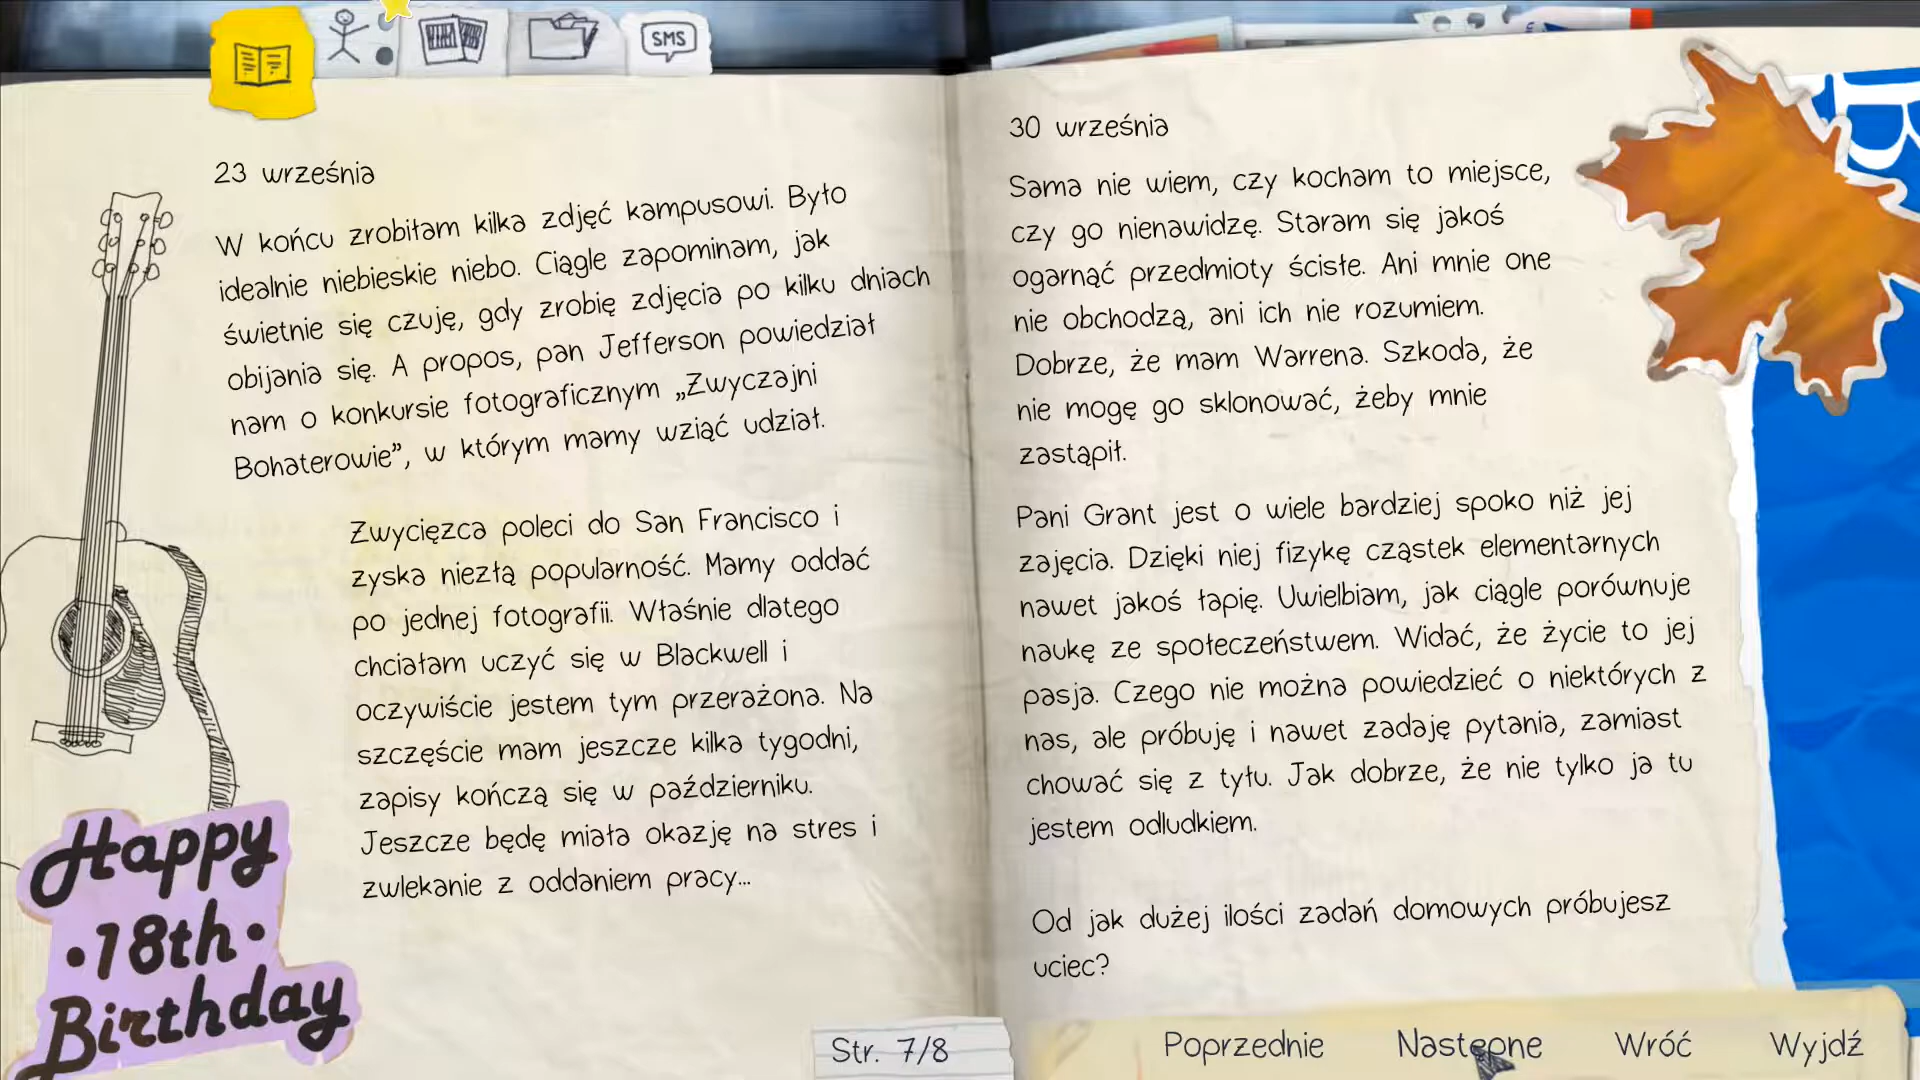 SMS
23 września
W końcu zrobiłam kilka zdjęć kampusowi. Było
idealnie niebieskie niebo. Ciągle zapominam, jak
świetnie się czuję, gdy zrobię zdjęcia po kilku dniach
obijania się. A propos, pan Jefferson powiedział
nam o konkursie fotograficznym „Zwyczajni
Bohaterowie”, w którym mamy wziąć udział.
Zwycięzca poleci do San Francisco i
zyska niezłą popularność. Mamy oddać
po jednej fotografii. Właśnie dlatego
chciałam uczyć się w Blackwell i
oczywiście jestem tym przerażona. Na
szczęście mam jeszcze kilka tygodni,
zapisy kończą się w październiku.
Jeszcze będę miała okazję na stres i
zwlekanie z oddaniem pracy...
Happy
•18th•
Birthday
30 września
Sama nie wiem, czy kocham to miejsce,
czy go nienawidzę. Staram się jakoś
ogarnąć przedmioty ścisłe. Ani mnie one
nie obchodzą, ani ich nie rozumiem.
Dobrze, że mam Warrena. Szkoda, że
nie mogę go sklonować, żeby mnie
zastąpił.
Pani Grant jest o wiele bardziej spoko niż jej
zajęcia. Dzięki niej fizykę cząstek elementarnych
nawet jakoś łapię. Uwielbiam, jak ciągle porównuje
naukę ze społeczeństwem. Widać, że życie to jej
pasja. Czego nie można powiedzieć o niektórych z
nas, ale próbuję i nawet zadaję pytania, zamiast
chować się z tyłu. Jak dobrze, że nie tylko ja tu
jestem odludkiem.
Od jak dużej ilości zadań domowych próbujesz
uciec?
B
Str. 7/8
Poprzednie Następne Wróć Wyjdź